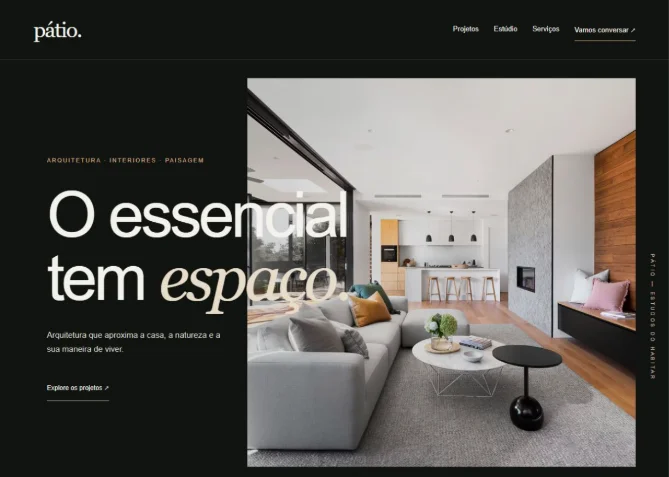 pátio.
Projetos
Estúdio
Serviços
Vamos conversar ↗
ARQUITETURA · INTERIORES · PAISAGEM
O essencial
tem espaço.
Arquitetura que aproxima a casa, a natureza e a
sua maneira de viver.
Explore os projetos ↗
PÁTIO — ESTUDOS DO HABITAR